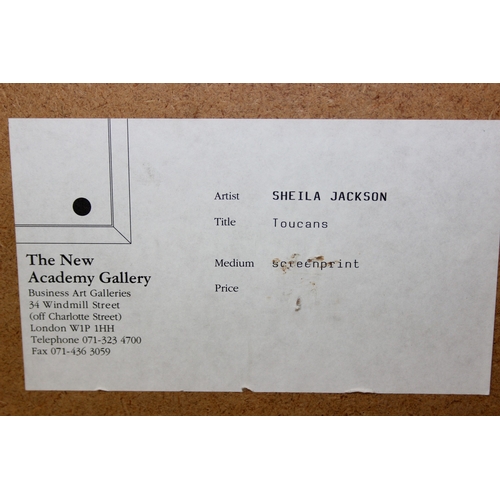 The New
Academy Gallery
Business Art Galleries
34 Windmill Street
(off Charlotte Street)
London W1P 1HH
Telephone 071-323 4700
Fax 071-436 3059
Artist SHEILA JACKSON
Title Toucans
Medium screenprint
Price